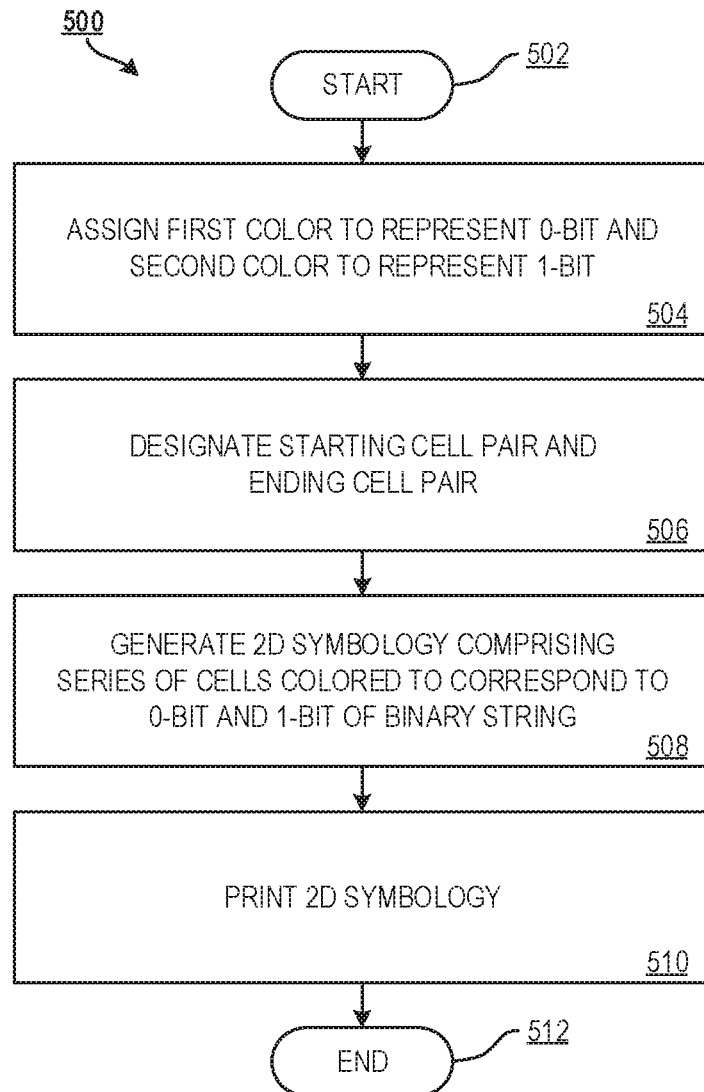 500
START
502
ASSIGN FIRST COLOR TO REPRESENT 0-BIT AND
SECOND COLOR TO REPRESENT 1-BIT
504
DESIGNATE STARTING CELL PAIR AND
ENDING CELL PAIR
506
GENERATE 2D SYMBOLOGY COMPRISING
SERIES OF CELLS COLORED TO CORRESPOND TO
0-BIT AND 1-BIT OF BINARY STRING
508
PRINT 2D SYMBOLOGY
510
END
512